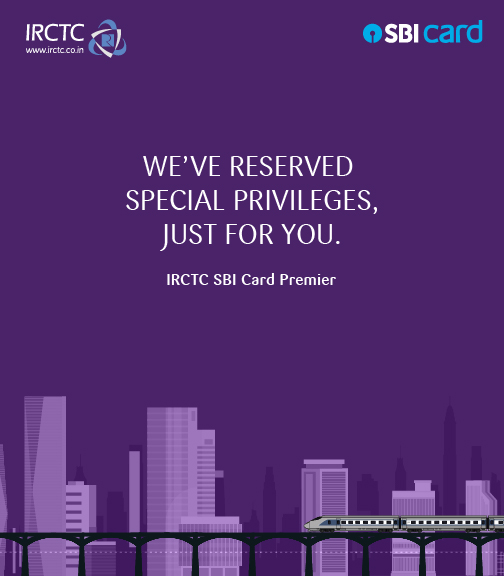 IRCTC
www.irctc.co.in
SBI card
WE’VE RESERVED
SPECIAL PRIVILEGES,
JUST FOR YOU.
IRCTC SBI Card Premier